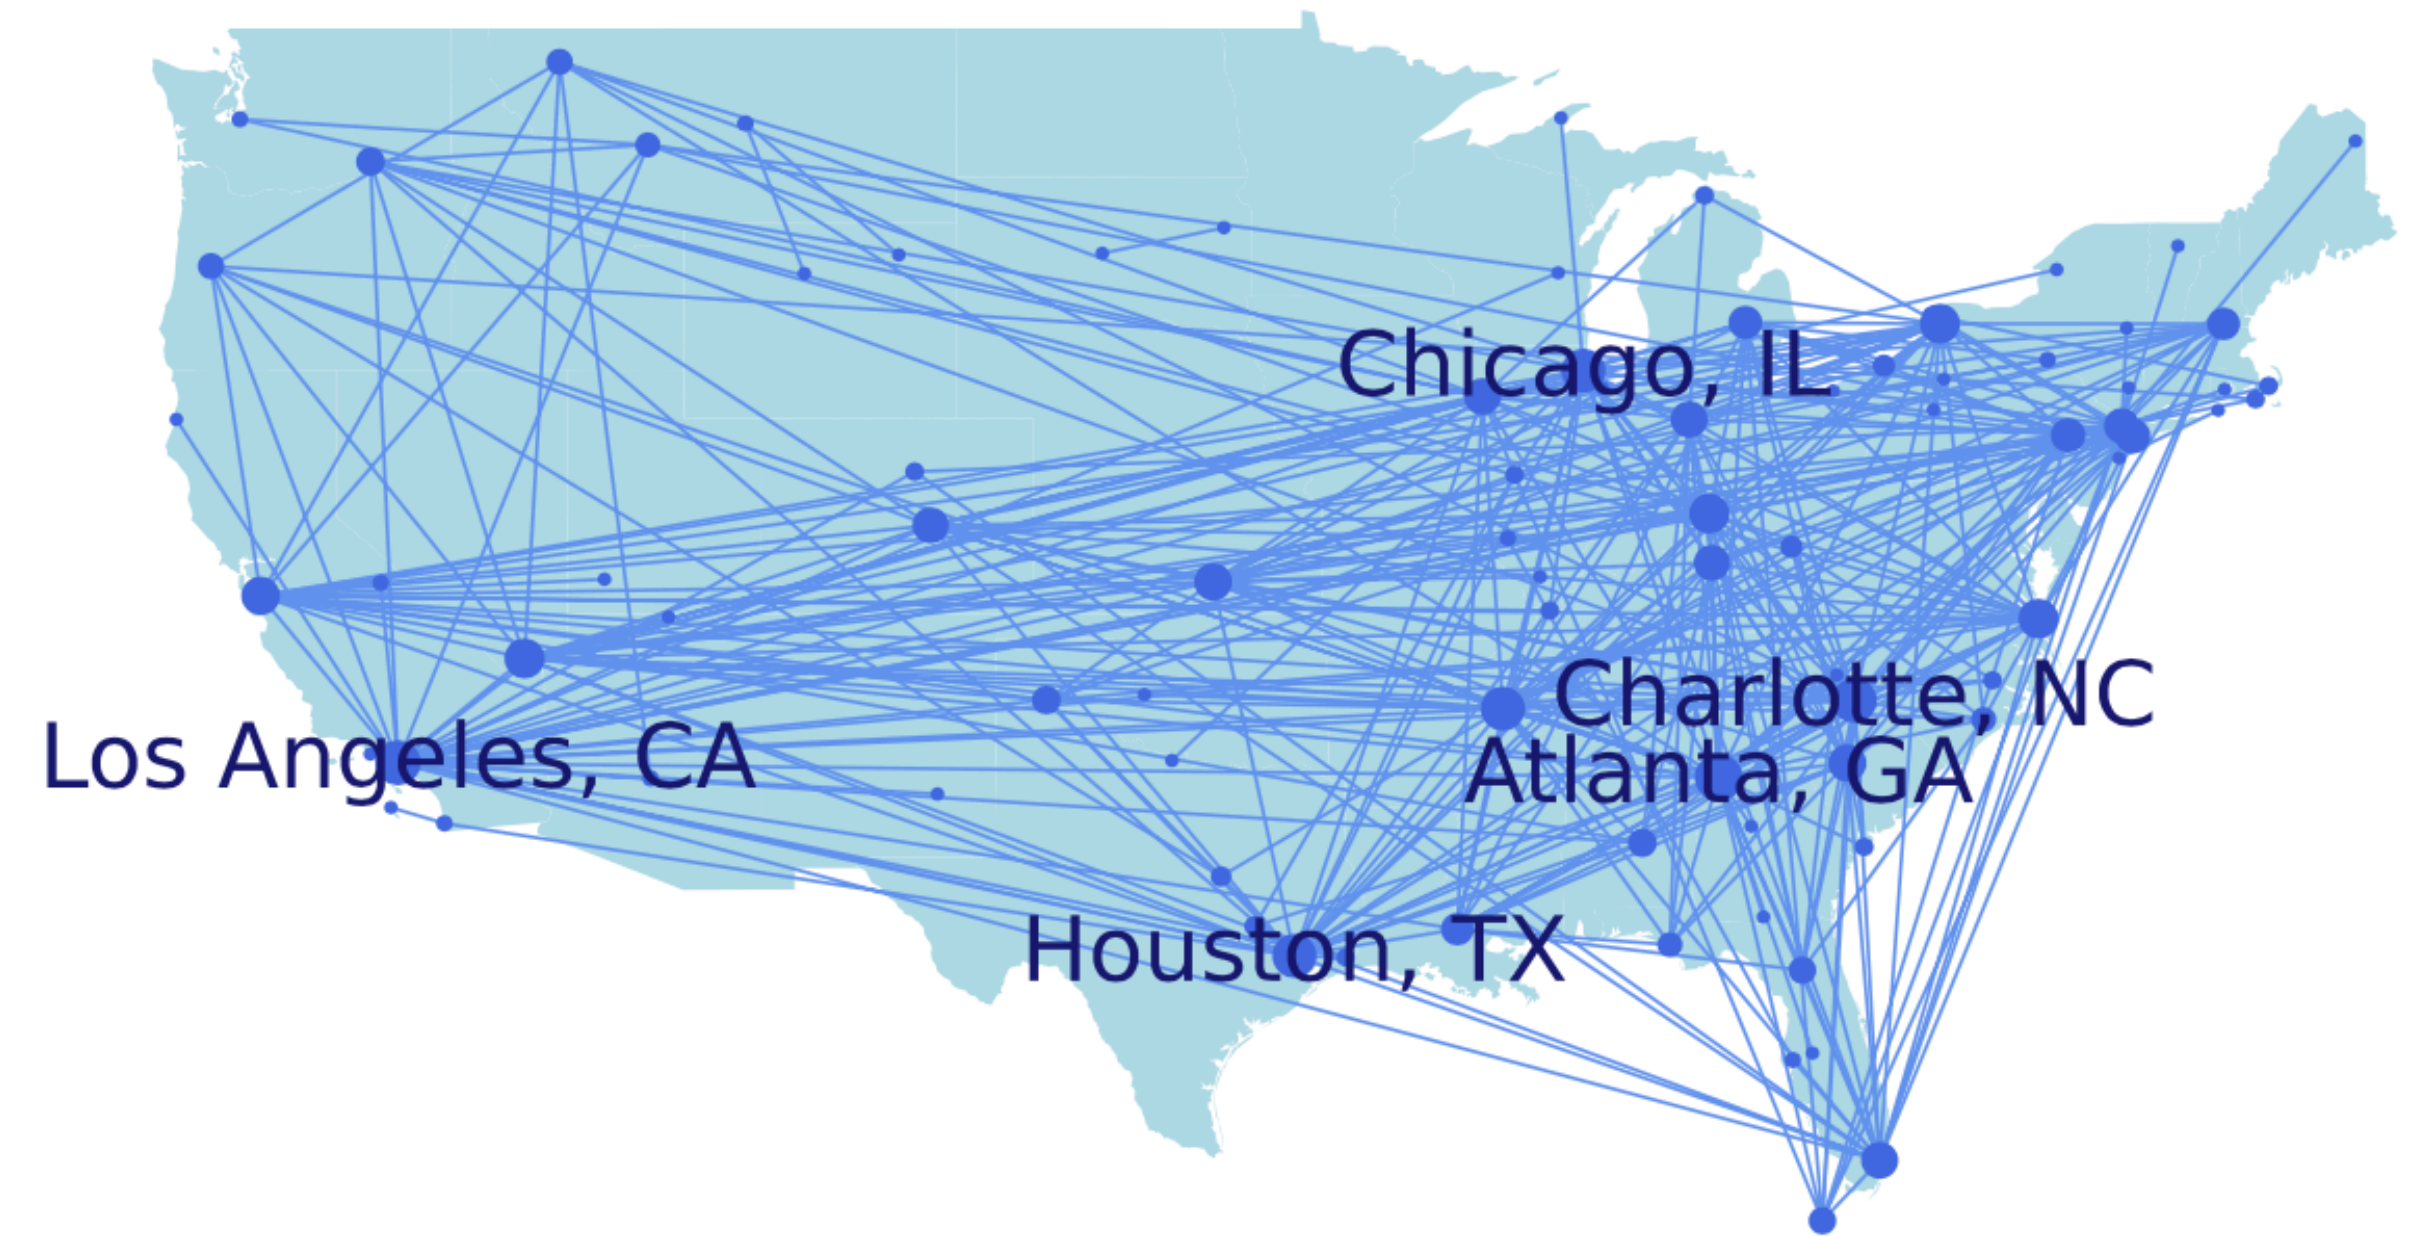 Chicago, IL
Charlotte, NC
Los Angeles, CA
Atlanta, GA
Houston, TX